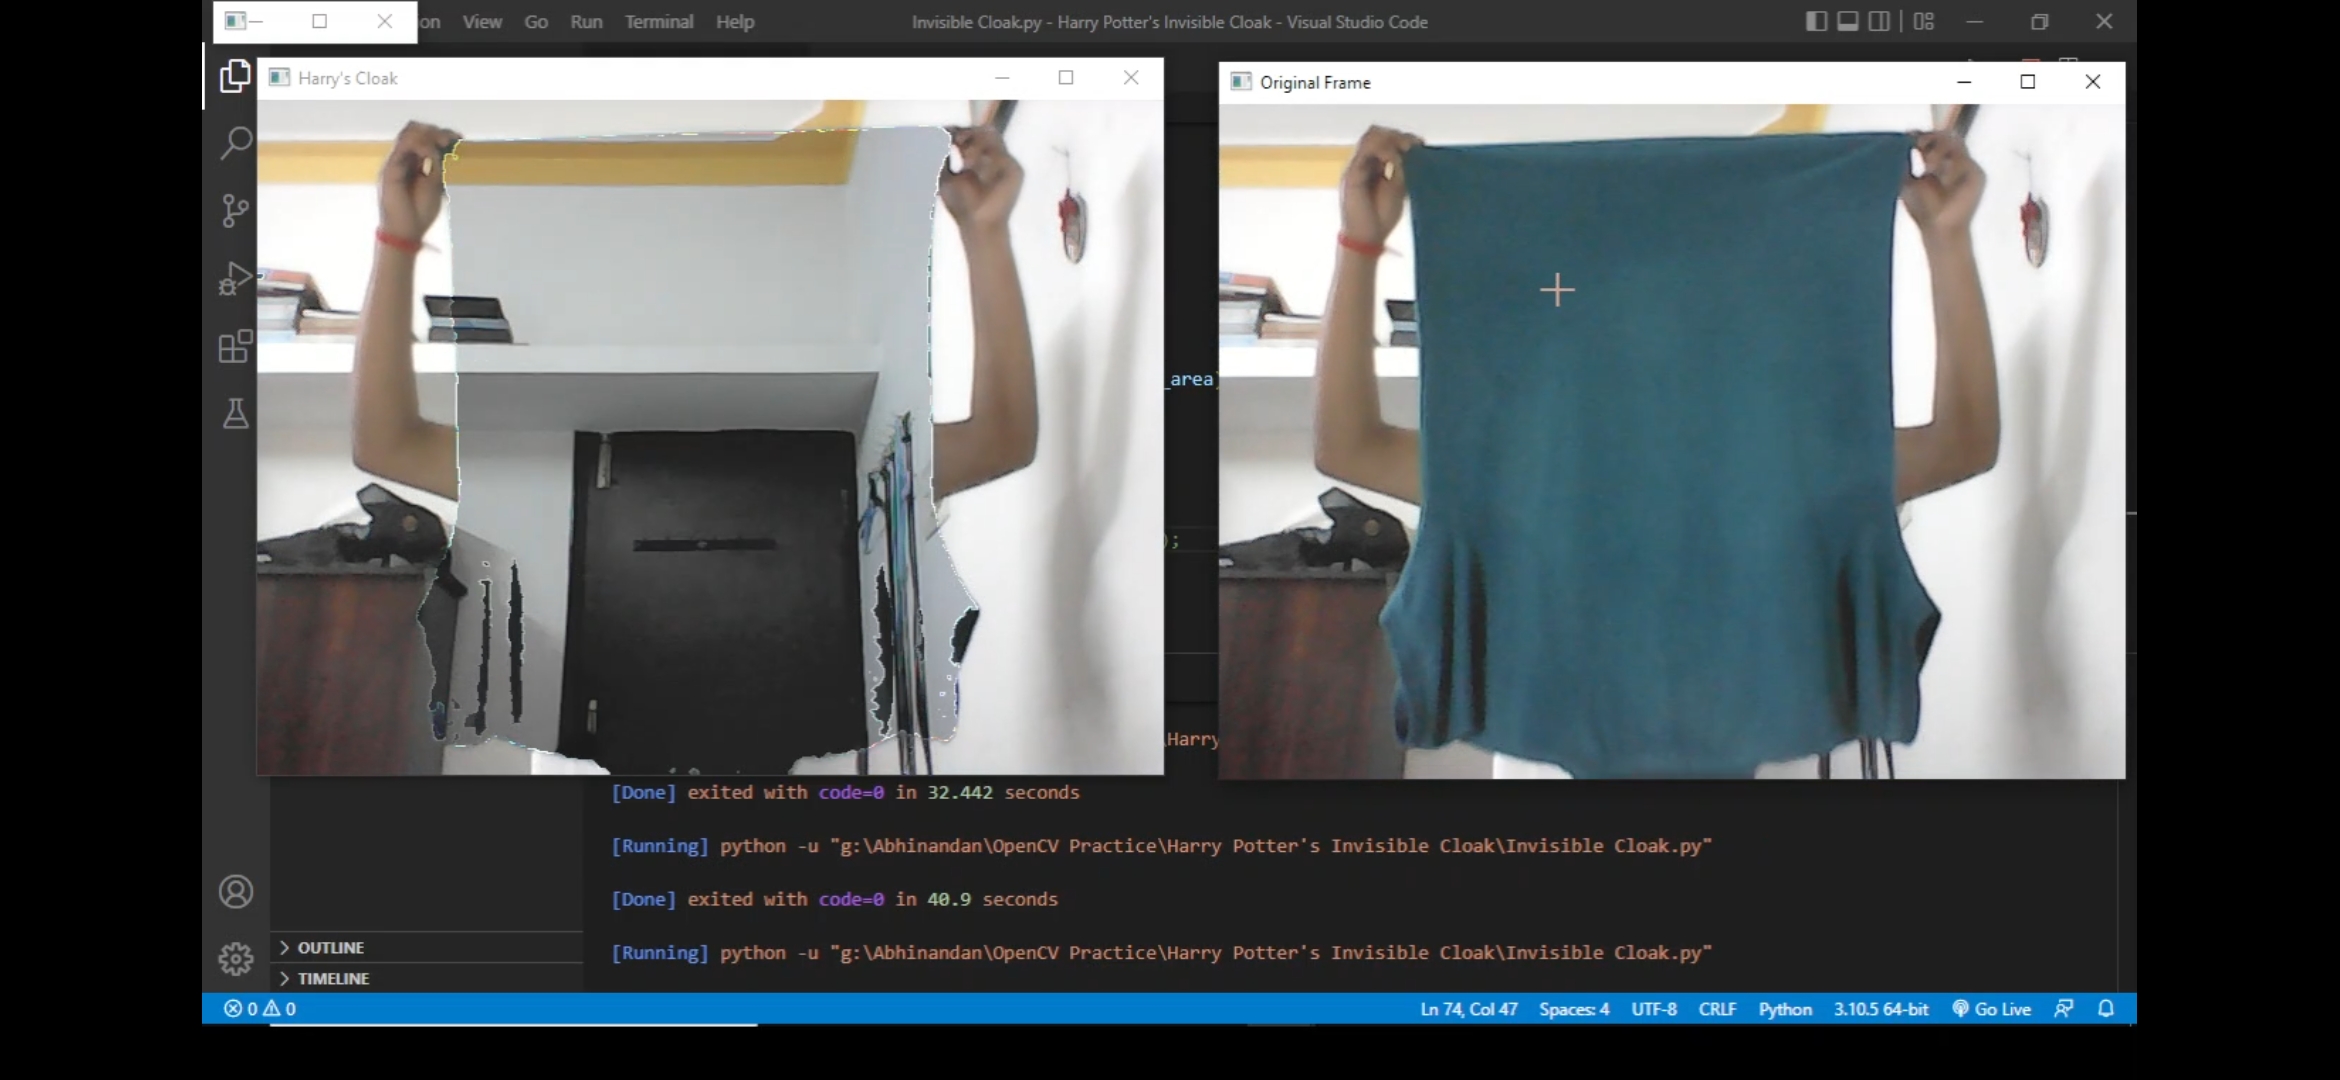 on View Go Run Terminal Help Invisible Cloak.py - Harry Potter's Invisible Cloak - Visual Studio Code
Harry's Cloak
Original Frame
_area
);
\Harry
[Done] exited with code=0 in 32.442 seconds
[Running] python -u "g:\Abhinandan\OpenCV Practice\Harry Potter's Invisible Cloak\Invisible Cloak.py"
[Done] exited with code=0 in 40.9 seconds
[Running] python -u "g:\Abhinandan\OpenCV Practice\Harry Potter's Invisible Cloak\Invisible Cloak.py"
OUTLINE
TIMELINE
0 0 Ln 74, Col 47 Spaces: 4 UTF-8 CRLF Python 3.10.5 64-bit Go Live